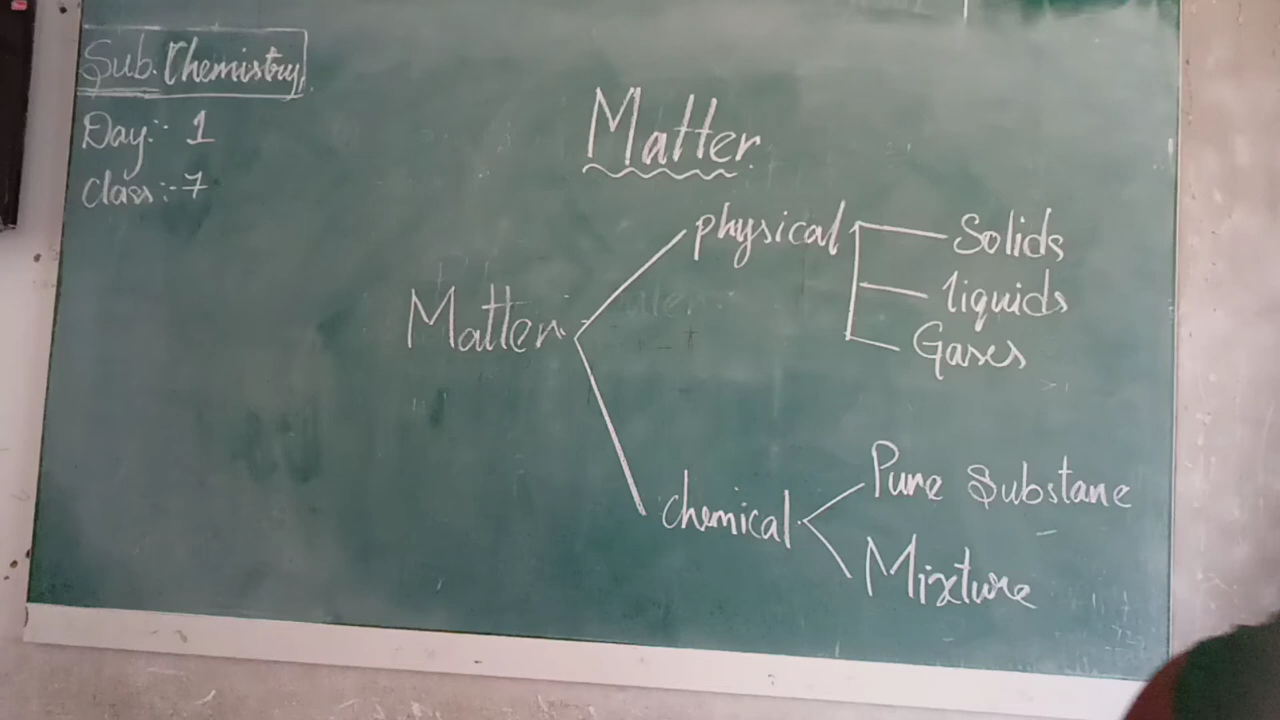 Sub. Chemistry
Day:- 1
Class:-7
Matter
Matter
physical
Solids
liquids
Gases
chemical
Pure Substane
Mixture